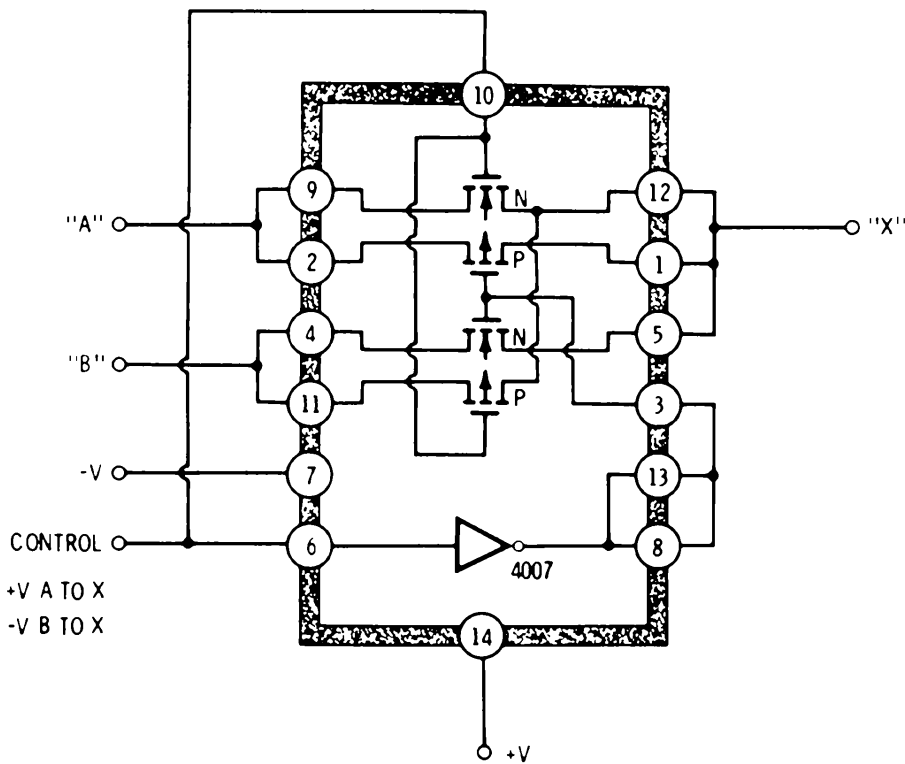 10
9
N
12
"A"
"X"
2
P
1
4
N
5
"B"
11
P
3
-V
7
13
CONTROL
6
4007
8
+V A TO X
-V B TO X
14
+V